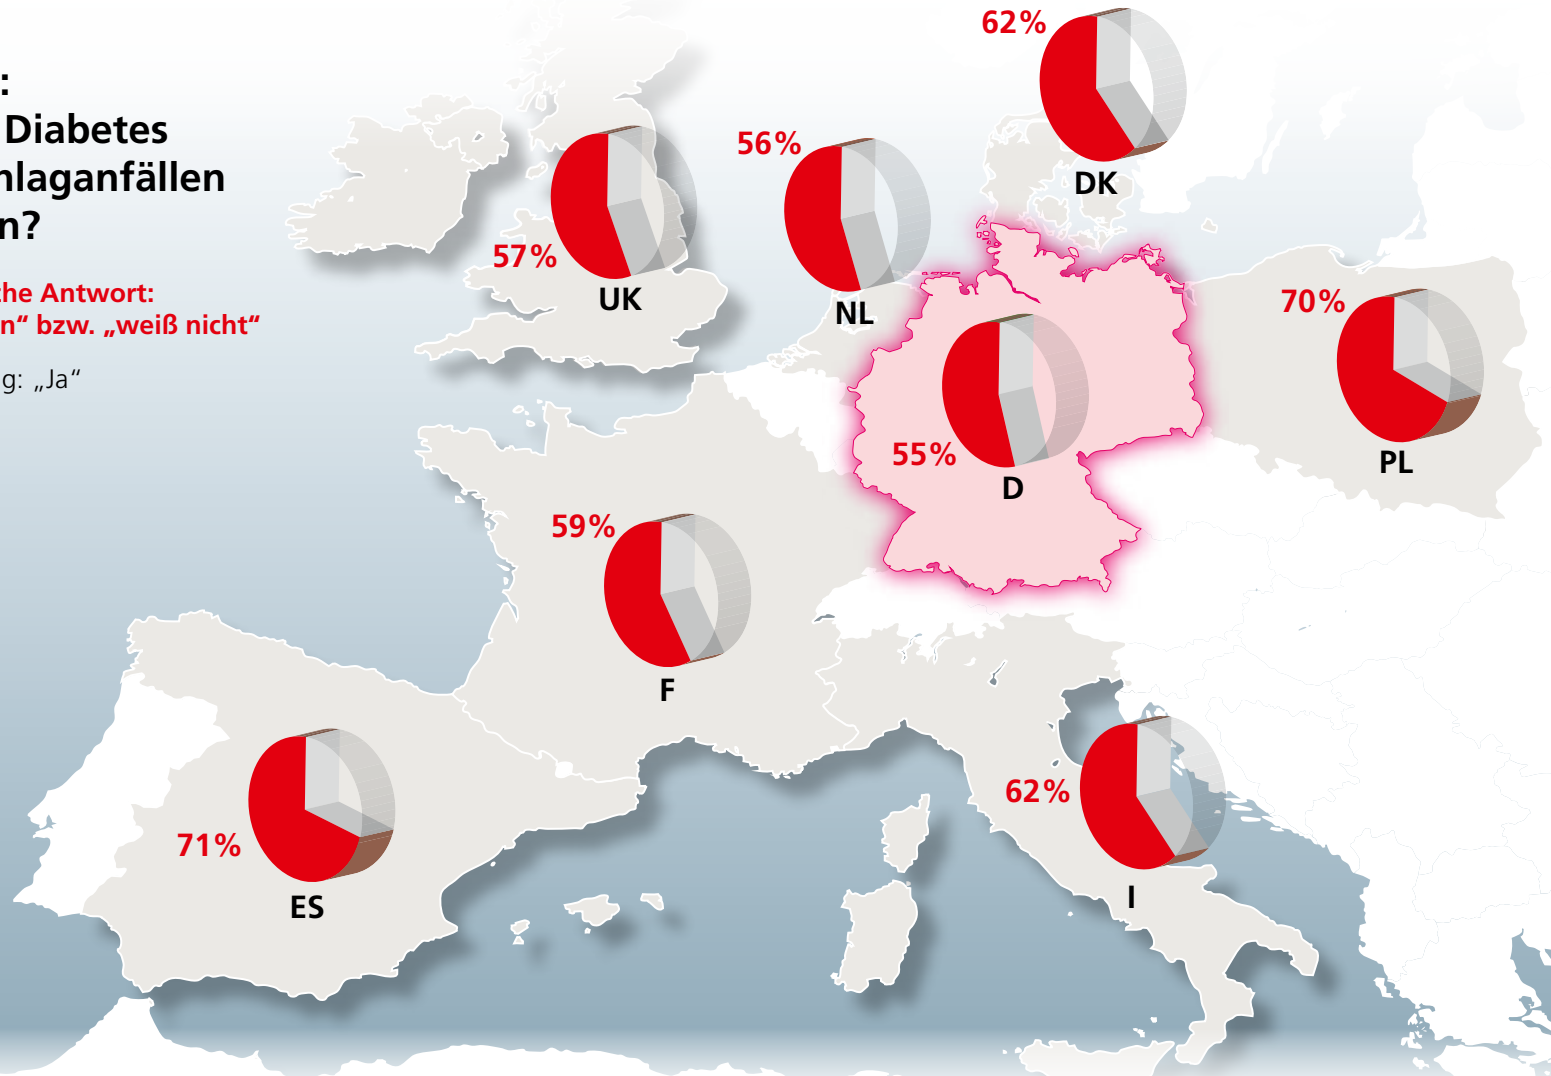 :
Diabetes
hlaganfällen
n?
che Antwort:
n“ bzw. „weiß nicht“
g: „Ja“
62%
DK
56%
NL
57%
UK
70%
PL
55%
D
59%
F
71%
ES
62%
I